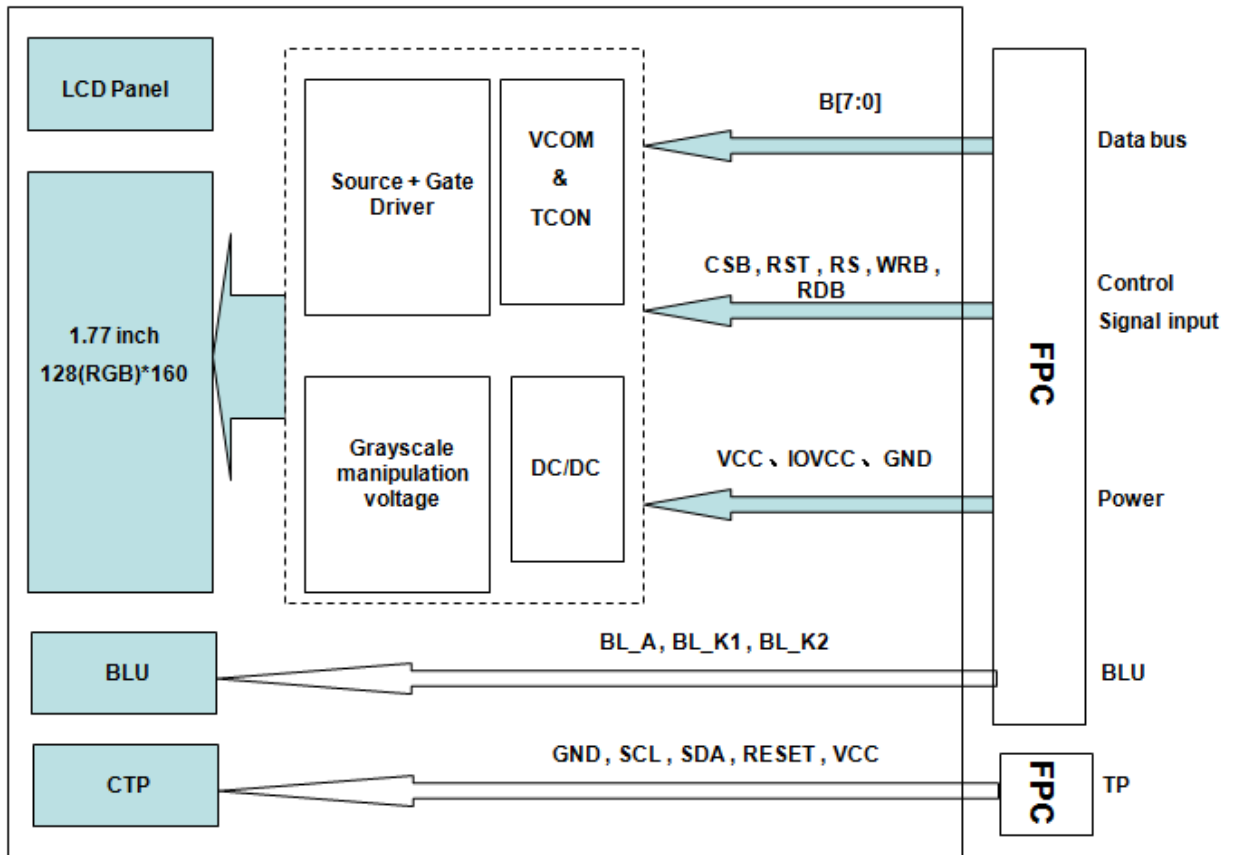 LCD Panel
1.77 inch
128(RGB)*160
Source + Gate
Driver
VCOM
&
TCON
Grayscale
manipulation
voltage
DC/DC
B[7:0]
Data bus
CSB, RST, RS, WRB,
RDB
Control
Signal input
VCC、IOVCC、GND
Power
FPC
BLU
BL_A, BL_K1, BL_K2
BLU
CTP
GND, SCL, SDA, RESET, VCC
FPC
TP